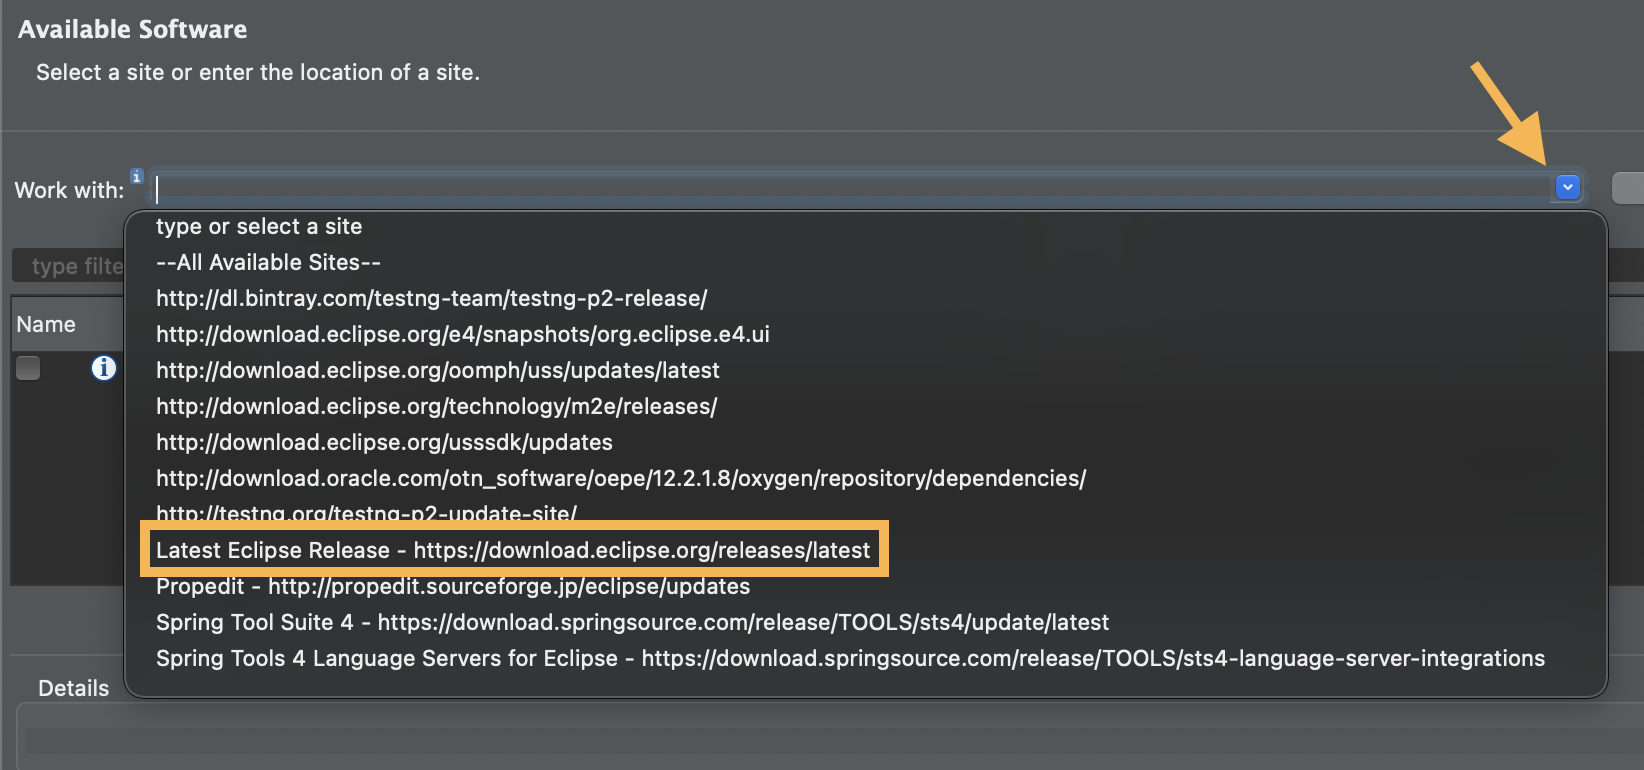 Available Software
Select a site or enter the location of a site.
Work with:
type or select a site
--All Available Sites--
type filte
http://dl.bintray.com/testng-team/testng-p2-release/
Name
http://download.eclipse.org/e4/snapshots/org.eclipse.e4.ui
http://download.eclipse.org/oomph/uss/updates/latest
http://download.eclipse.org/technology/m2e/releases/
http://download.eclipse.org/usssdk/updates
http://download.oracle.com/otn_software/oepe/12.2.1.8/oxygen/repository/dependencies/
http://testng.org/testng-p2-update-site/
Latest Eclipse Release - https://download.eclipse.org/releases/latest
Propedit - http://propedit.sourceforge.jp/eclipse/updates
Spring Tool Suite 4 - https://download.springsource.com/release/TOOLS/sts4/update/latest
Spring Tools 4 Language Servers for Eclipse - https://download.springsource.com/release/TOOLS/sts4-language-server-integrations
Details